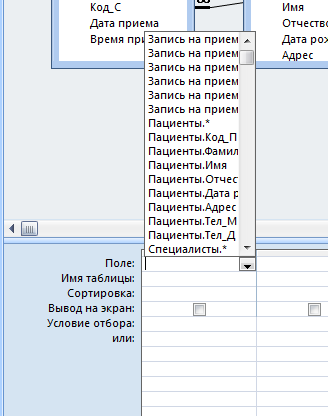 Код_С
Дата приема
Время при
Имя
Отчество
Дата рож
Адрес
Запись на прием
Запись на прием
Запись на прием
Запись на прием
Запись на прием
Запись на прием
Пациенты.*
Пациенты.Код_П
Пациенты.Фамил
Пациенты.Имя
Пациенты.Отчес
Пациенты.Дата р
Пациенты.Адрес
Пациенты.Тел_М
Пациенты.Тел_Д
Специалисты.*
Поле:
Имя таблицы:
Сортировка:
Вывод на экран:
Условие отбора:
или: